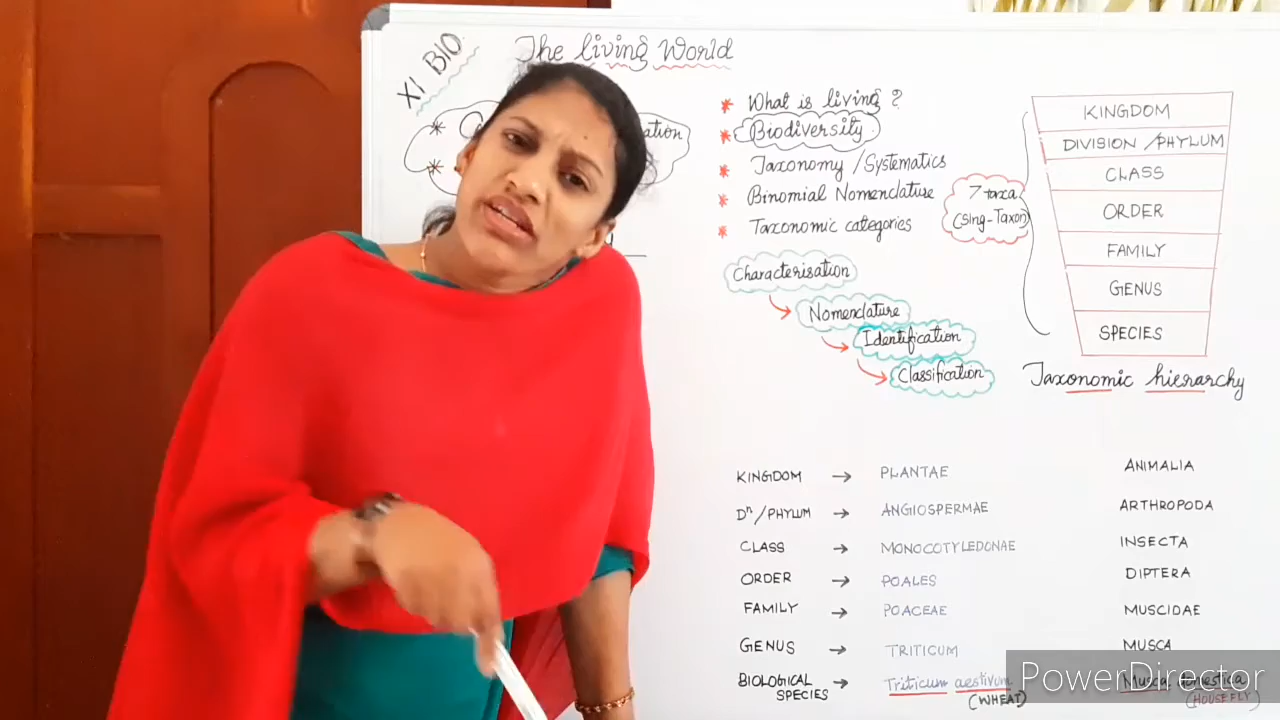 XI BIO
The Living World
* What is living ?
* Biodiversity
* Taxonomy / Systematics
* Binomial Nomenclature
* Taxonomic categories
*
*
Characterisation
Nomenclature
Identification
Classification
7 taxa
(Sing-Taxon)
KINGDOM
DIVISION / PHYLUM
CLASS
ORDER
FAMILY
GENUS
SPECIES
Taxonomic hierarchy
KINGDOM → PLANTAE ANIMALIA
Dⁿ/PHYLUM → ANGIOSPERMAE ARTHROPODA
CLASS → MONOCOTYLEDONAE INSECTA
ORDER → POALES DIPTERA
FAMILY → POACEAE MUSCIDAE
GENUS → TRITICUM MUSCA
BIOLOGICAL → Triticum aestivum Musca domestica
SPECIES (WHEAT) (HOUSEFLY)
PowerDirector